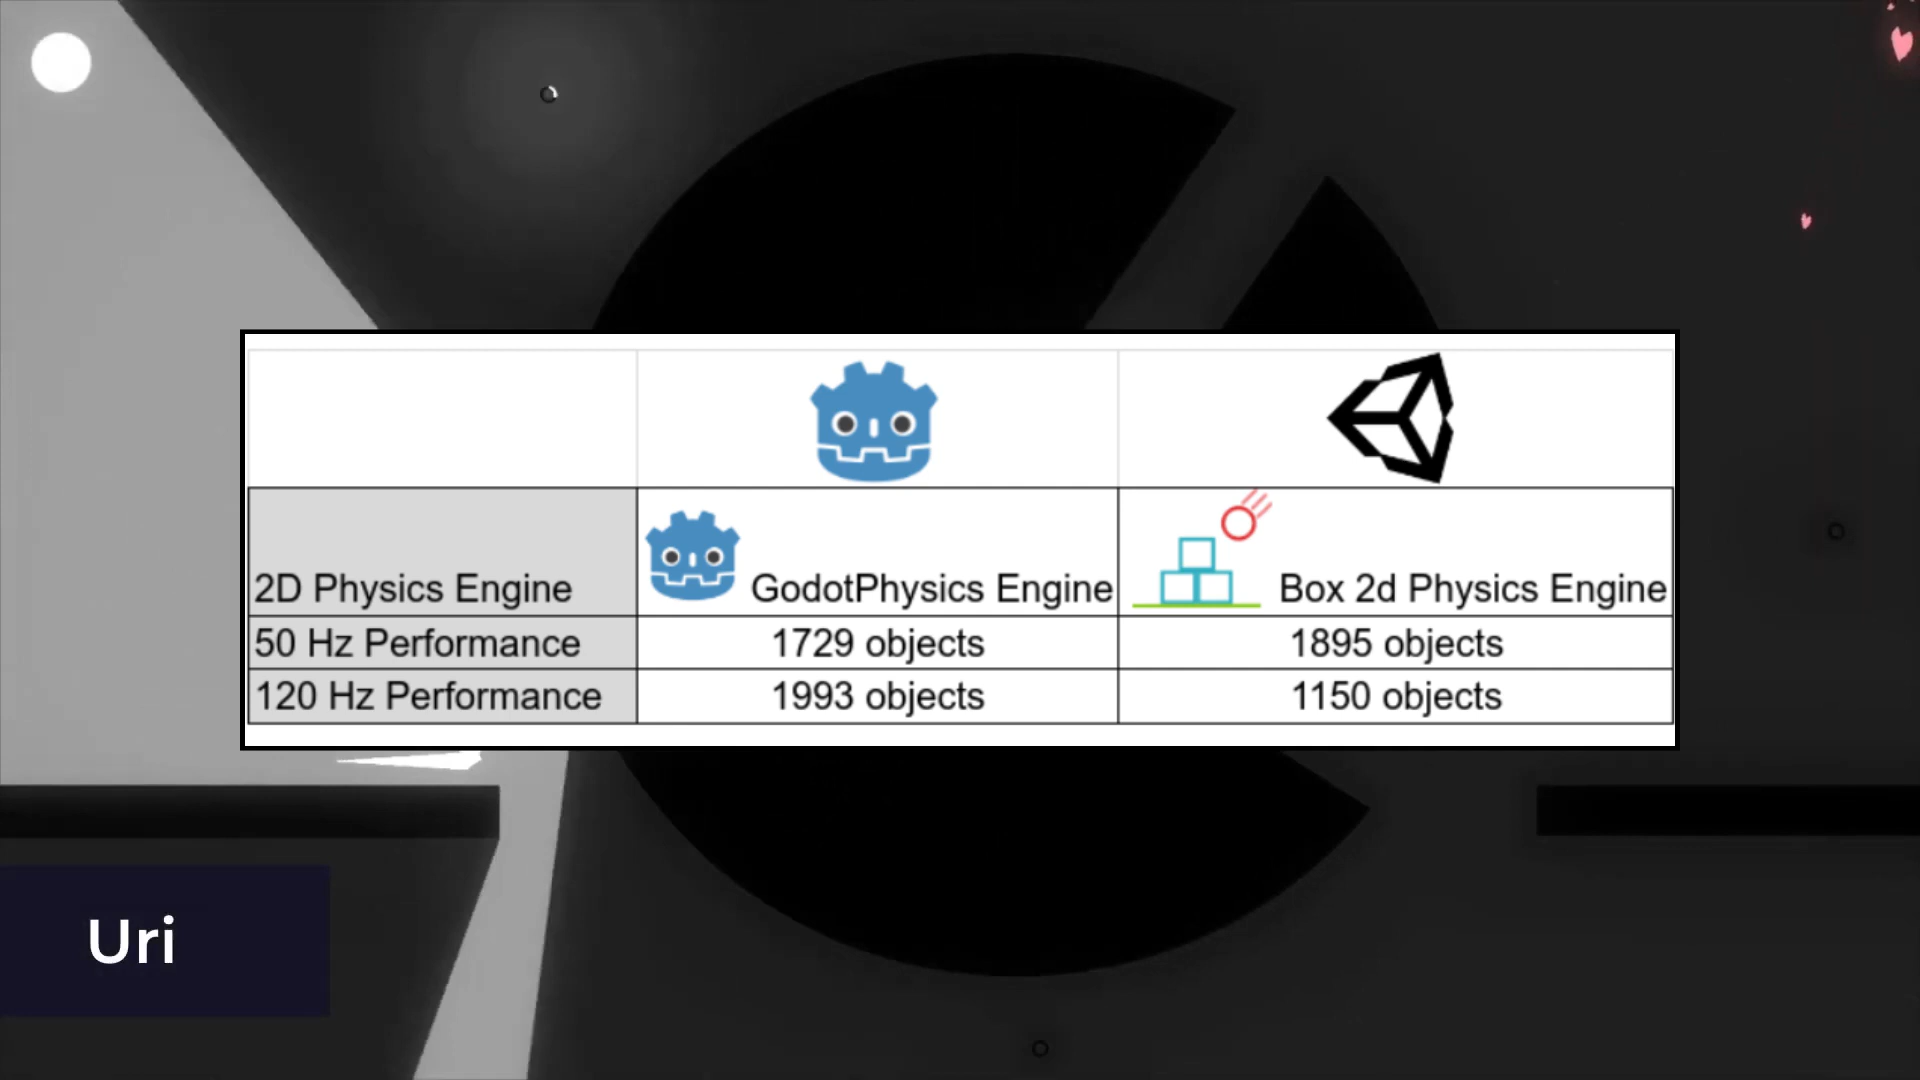 2D Physics Engine GodotPhysics Engine Box 2d Physics Engine
50 Hz Performance 1729 objects 1895 objects
120 Hz Performance 1993 objects 1150 objects
Uri